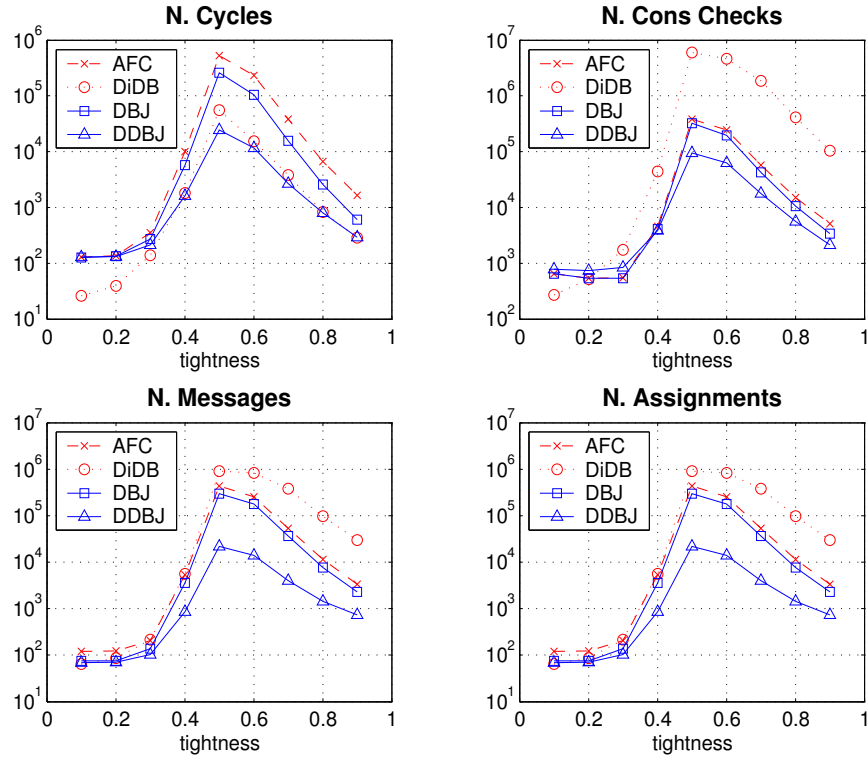 N. Cycles
10^6
10^5
10^4
10^3
10^2
10^1
AFC
DiDB
DBJ
DDBJ
0 0.2 0.4 0.6 0.8 1
tightness
N. Cons Checks
10^7
10^6
10^5
10^4
10^3
10^2
AFC
DiDB
DBJ
DDBJ
0 0.2 0.4 0.6 0.8 1
tightness
N. Messages
10^7
10^6
10^5
10^4
10^3
10^2
10^1
AFC
DiDB
DBJ
DDBJ
0 0.2 0.4 0.6 0.8 1
tightness
N. Assignments
10^7
10^6
10^5
10^4
10^3
10^2
10^1
AFC
DiDB
DBJ
DDBJ
0 0.2 0.4 0.6 0.8 1
tightness